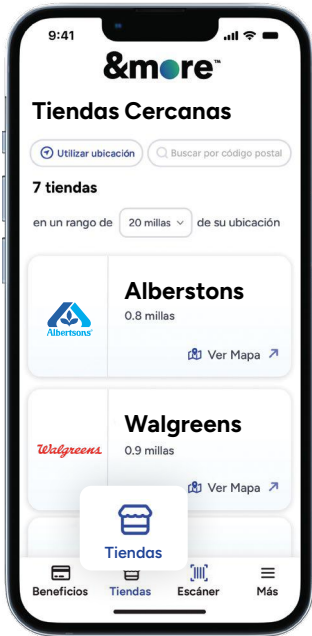 9:41
&more™
Tiendas Cercanas
Utilizar ubicación
Buscar por código postal
7 tiendas
en un rango de 20 millas de su ubicación
Alberstons
Albertsons®
0.8 millas
Ver Mapa
Walgreens
Walgreens
0.9 millas
Ver Mapa
Tiendas
Beneficios Tiendas Escáner Más